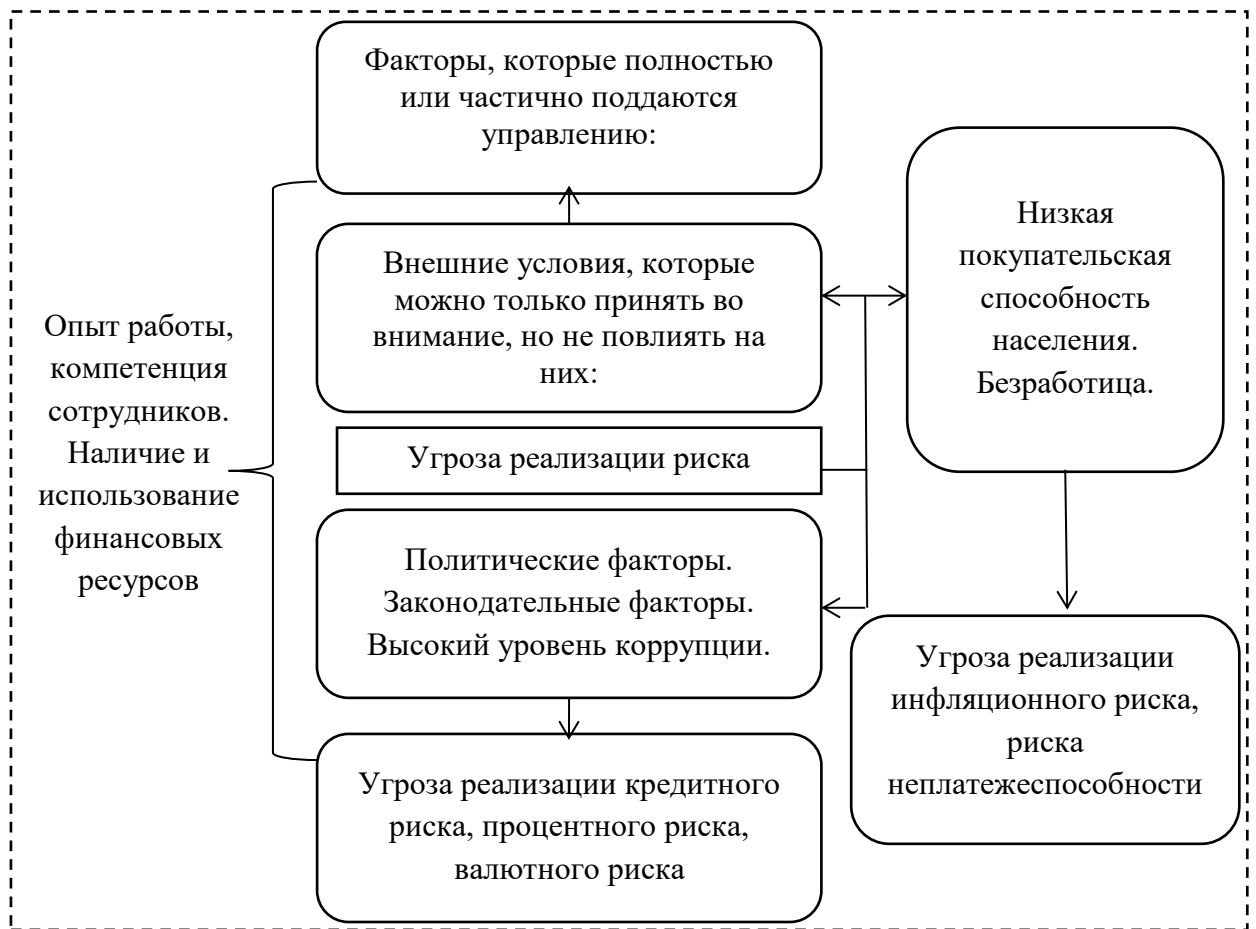 Факторы, которые полностью
или частично поддаются
управлению:
Внешние условия, которые
можно только принять во
внимание, но не повлиять на
них:
Низкая
покупательская
способность
населения.
Безработица.
Опыт работы,
компетенция
сотрудников.
Наличие и
использование
финансовых
ресурсов
Угроза реализации риска
Политические факторы.
Законодательные факторы.
Высокий уровень коррупции.
Угроза реализации
инфляционного риска,
риска
неплатежеспособности
Угроза реализации кредитного
риска, процентного риска,
валютного риска